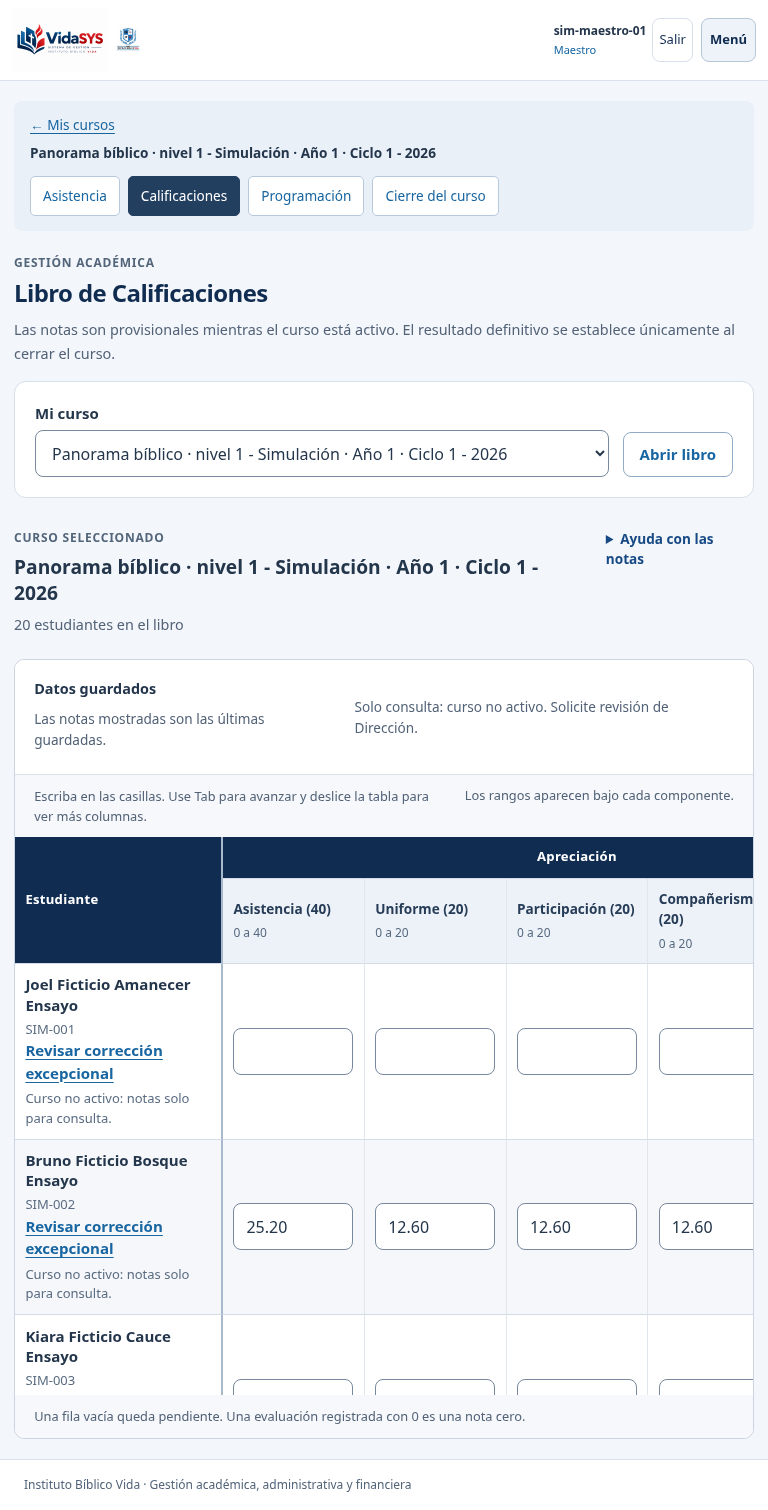 VidaSYS
sim-maestro-01
Maestro
Salir
Menú
← Mis cursos
Panorama bíblico · nivel 1 - Simulación · Año 1 · Ciclo 1 - 2026
Asistencia
Calificaciones
Programación
Cierre del curso
GESTIÓN ACADÉMICA
Libro de Calificaciones
Las notas son provisionales mientras el curso está activo. El resultado definitivo se establece únicamente al
cerrar el curso.
Mi curso
Panorama bíblico · nivel 1 - Simulación · Año 1 · Ciclo 1 - 2026
Abrir libro
CURSO SELECCIONADO
Panorama bíblico · nivel 1 - Simulación · Año 1 · Ciclo 1 -
2026
20 estudiantes en el libro
▶ Ayuda con las
notas
Datos guardados
Las notas mostradas son las últimas
guardadas.
Solo consulta: curso no activo. Solicite revisión de
Dirección.
Escriba en las casillas. Use Tab para avanzar y deslice la tabla para
ver más columnas.
Los rangos aparecen bajo cada componente.
Estudiante
Apreciación
Asistencia (40)
0 a 40
Uniforme (20)
0 a 20
Participación (20)
0 a 20
Compañerism
(20)
0 a 20
Joel Ficticio Amanecer
Ensayo
SIM-001
Revisar corrección
excepcional
Curso no activo: notas solo
para consulta.
Bruno Ficticio Bosque
Ensayo
SIM-002
Revisar corrección
excepcional
Curso no activo: notas solo
para consulta.
25.20
12.60
12.60
12.60
Kiara Ficticio Cauce
Ensayo
SIM-003
Una fila vacía queda pendiente. Una evaluación registrada con 0 es una nota cero.
Instituto Bíblico Vida · Gestión académica, administrativa y financiera